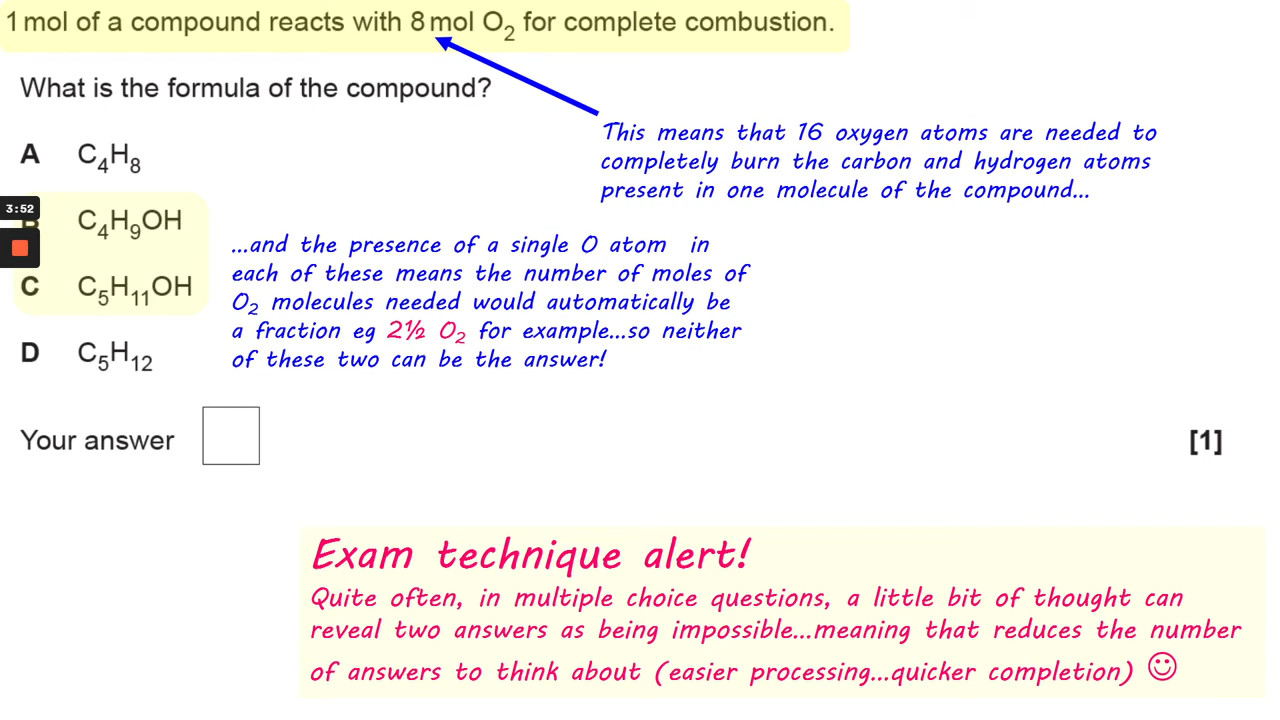 1 mol of a compound reacts with 8 mol O₂ for complete combustion.
What is the formula of the compound?
This means that 16 oxygen atoms are needed to
completely burn the carbon and hydrogen atoms
present in one molecule of the compound...
A C₄H₈
3:52
B C₄H₉OH
...and the presence of a single O atom in
each of these means the number of moles of
O₂ molecules needed would automatically be
a fraction eg 2½ O₂ for example...so neither
of these two can be the answer!
C C₅H₁₁OH
D C₅H₁₂
Your answer
[1]
Exam technique alert!
Quite often, in multiple choice questions, a little bit of thought can
reveal two answers as being impossible...meaning that reduces the number
of answers to think about (easier processing...quicker completion) ☺